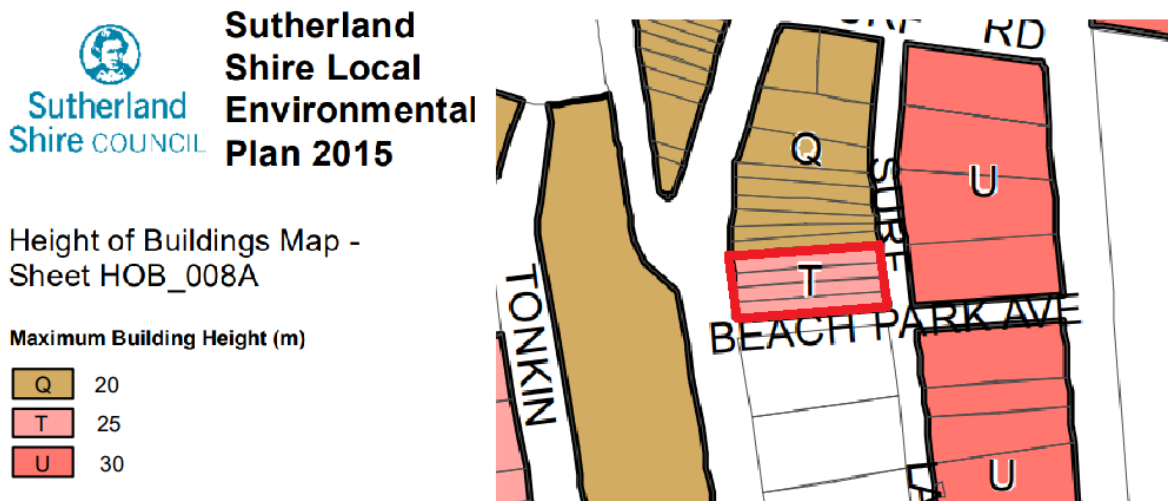 Sutherland
Shire COUNCIL
Sutherland
Shire Local
Environmental
Plan 2015
Height of Buildings Map -
Sheet HOB_008A
Maximum Building Height (m)
Q 20
T 25
U 30
RD
Q
U
T
TONKIN
BEACH PARK AVE
U